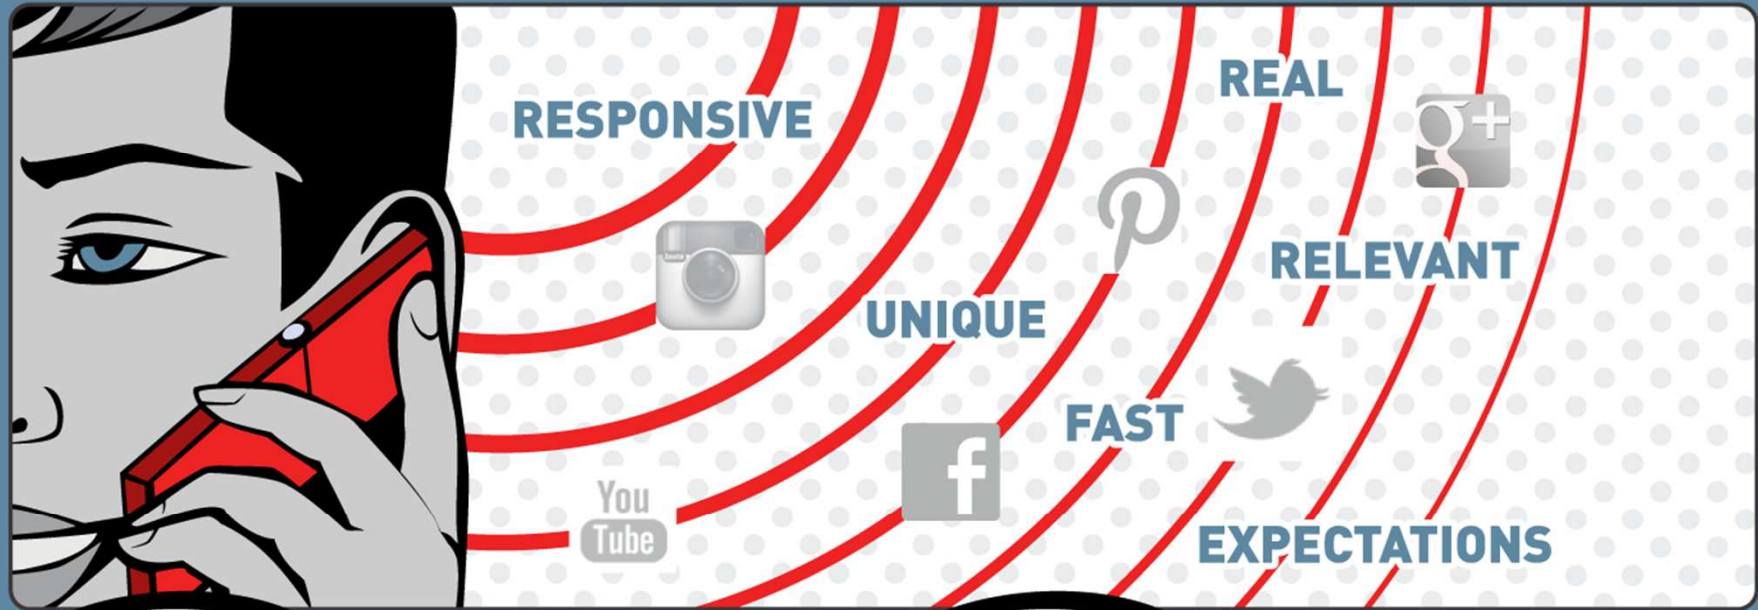 REAL
g+
RESPONSIVE
RELEVANT
UNIQUE
FAST
f
You
Tube
EXPECTATIONS